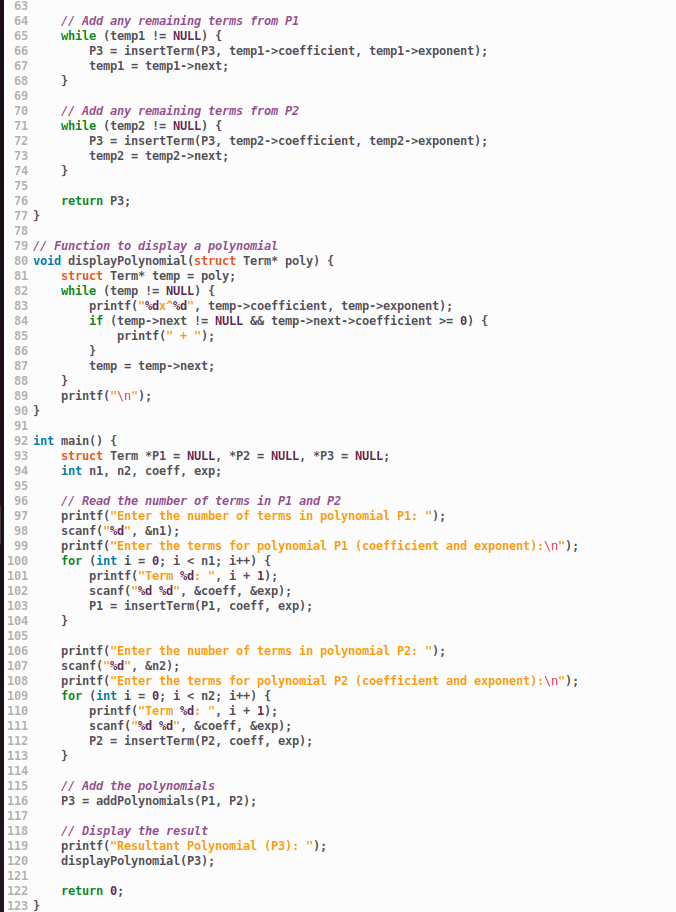 63
64     // Add any remaining terms from P1
65     while (temp1 != NULL) {
66         P3 = insertTerm(P3, temp1->coefficient, temp1->exponent);
67         temp1 = temp1->next;
68     }
69
70     // Add any remaining terms from P2
71     while (temp2 != NULL) {
72         P3 = insertTerm(P3, temp2->coefficient, temp2->exponent);
73         temp2 = temp2->next;
74     }
75
76     return P3;
77 }
78
79 // Function to display a polynomial
80 void displayPolynomial(struct Term* poly) {
81     struct Term* temp = poly;
82     while (temp != NULL) {
83         printf("%dx^%d", temp->coefficient, temp->exponent);
84         if (temp->next != NULL && temp->next->coefficient >= 0) {
85             printf(" + ");
86         }
87         temp = temp->next;
88     }
89     printf("\n");
90 }
91
92 int main() {
93     struct Term *P1 = NULL, *P2 = NULL, *P3 = NULL;
94     int n1, n2, coeff, exp;
95
96     // Read the number of terms in P1 and P2
97     printf("Enter the number of terms in polynomial P1: ");
98     scanf("%d", &n1);
99     printf("Enter the terms for polynomial P1 (coefficient and exponent):\n");
100     for (int i = 0; i < n1; i++) {
101         printf("Term %d: ", i + 1);
102         scanf("%d %d", &coeff, &exp);
103         P1 = insertTerm(P1, coeff, exp);
104     }
105
106     printf("Enter the number of terms in polynomial P2: ");
107     scanf("%d", &n2);
108     printf("Enter the terms for polynomial P2 (coefficient and exponent):\n");
109     for (int i = 0; i < n2; i++) {
110         printf("Term %d: ", i + 1);
111         scanf("%d %d", &coeff, &exp);
112         P2 = insertTerm(P2, coeff, exp);
113     }
114
115     // Add the polynomials
116     P3 = addPolynomials(P1, P2);
117
118     // Display the result
119     printf("Resultant Polynomial (P3): ");
120     displayPolynomial(P3);
121
122     return 0;
123 }